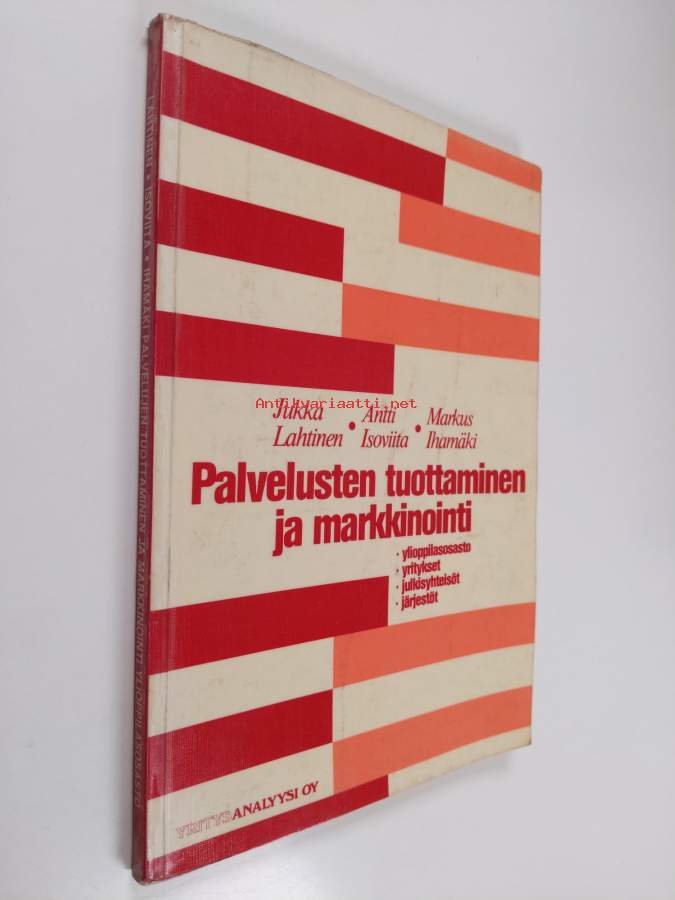 LAHTINEN • ISOVIITA • IHAMÄKI PALVELUJEN TUOTTAMINEN JA MARKKINOINTI YLIOPPILASOSASTO
Antikvariaatti.net
Jukka Lahtinen • Antti Isoviita • Markus Ihamäki
Palvelusten tuottaminen
ja markkinointi
· ylioppilasosasto
· yritykset
· julkisyhteisöt
· järjestöt
YRITYSANALYYSI OY